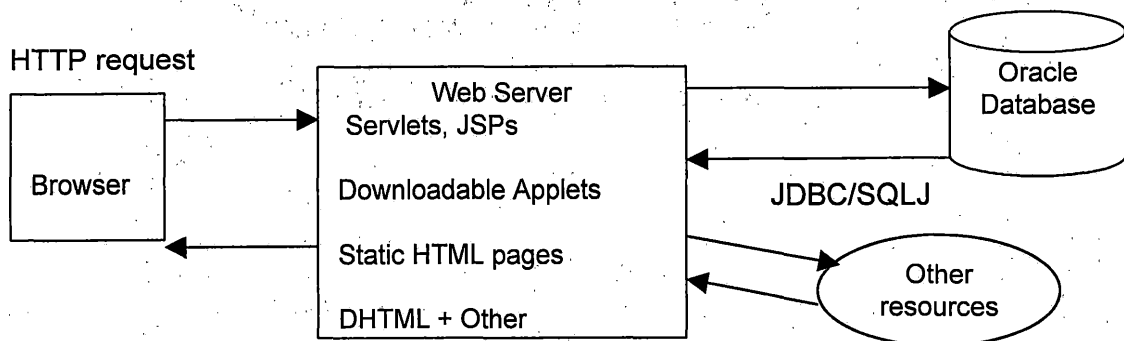 HTTP request
Browser
Web Server
Servlets, JSPs
Downloadable Applets
Static HTML pages
DHTML + Other
Oracle
Database
JDBC/SQLJ
Other
resources